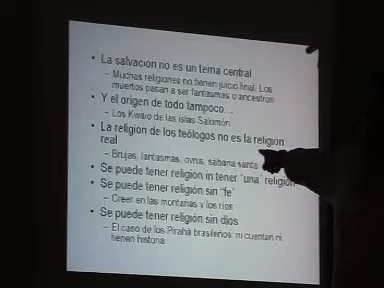 • La salvacion no es un tema central
– Muchas religiones no tienen juicio final. Los
muertos pasan a ser fantasmas o ancestros
• Y el origen de todo tampoco...
– Los Kwaio de las islas Salomón
• La religion de los teólogos no es la religion
real
– Brujas, fantasmas, ovnis, sabana santa
• Se puede tener religión in tener "una" religion
• Se puede tener religión sin "fe"
– Creer en las montañas y los rios
• Se puede tener religión sin dios
– El caso de los Pirahã brasileños: ni cuentan ni
tienen historia